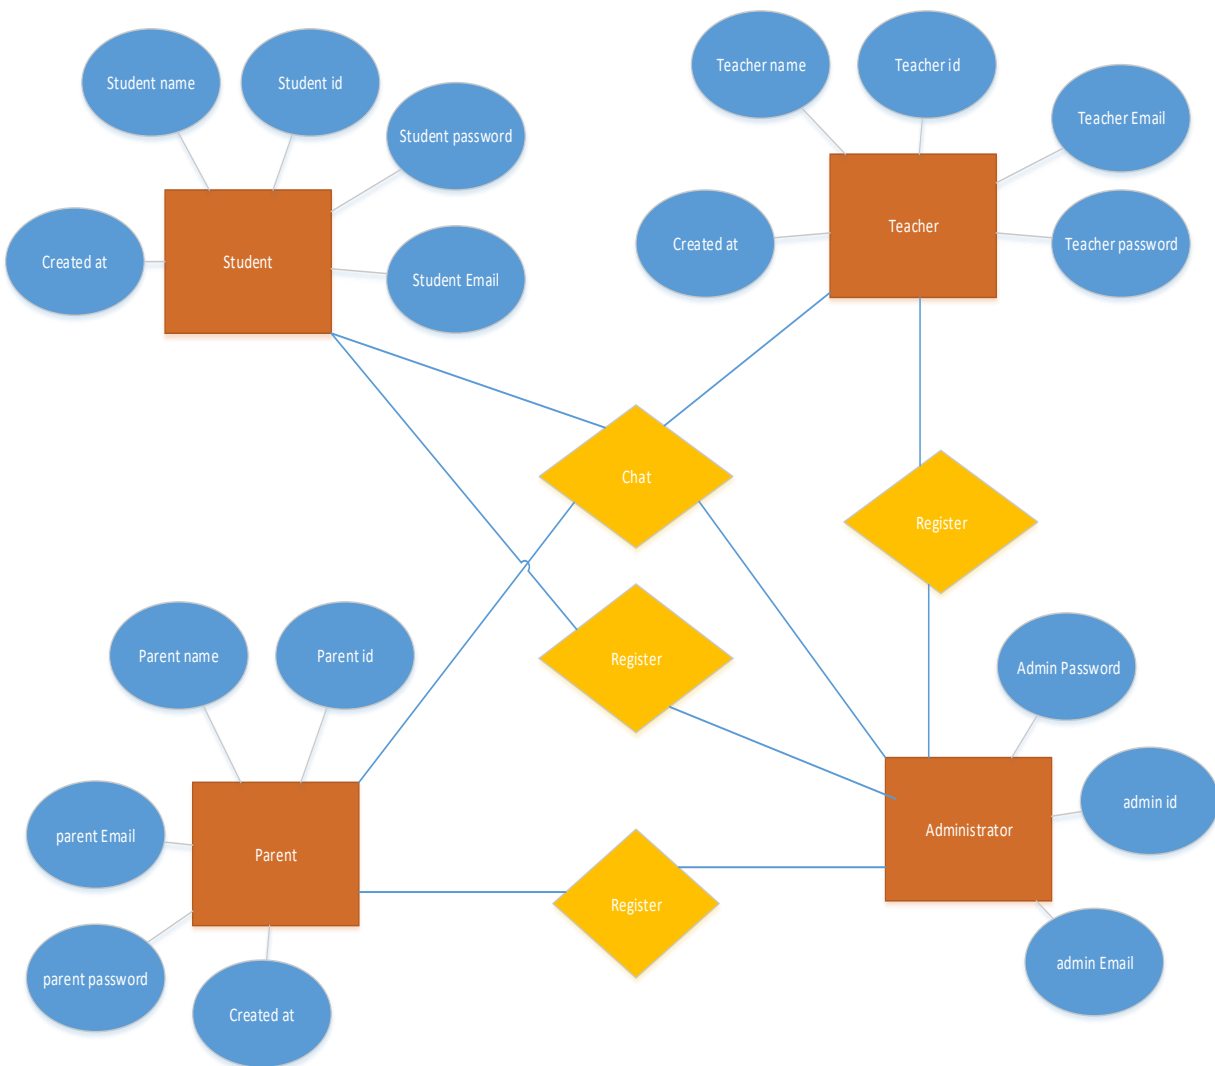 Teacher name
Teacher id
Student name
Student id
Teacher Email
Student password
Teacher
Created at
Teacher password
Created at
Student
Student Email
Chat
Register
Parent name
Parent id
Register
Admin Password
admin id
parent Email
Parent
Administrator
Register
admin Email
parent password
Created at